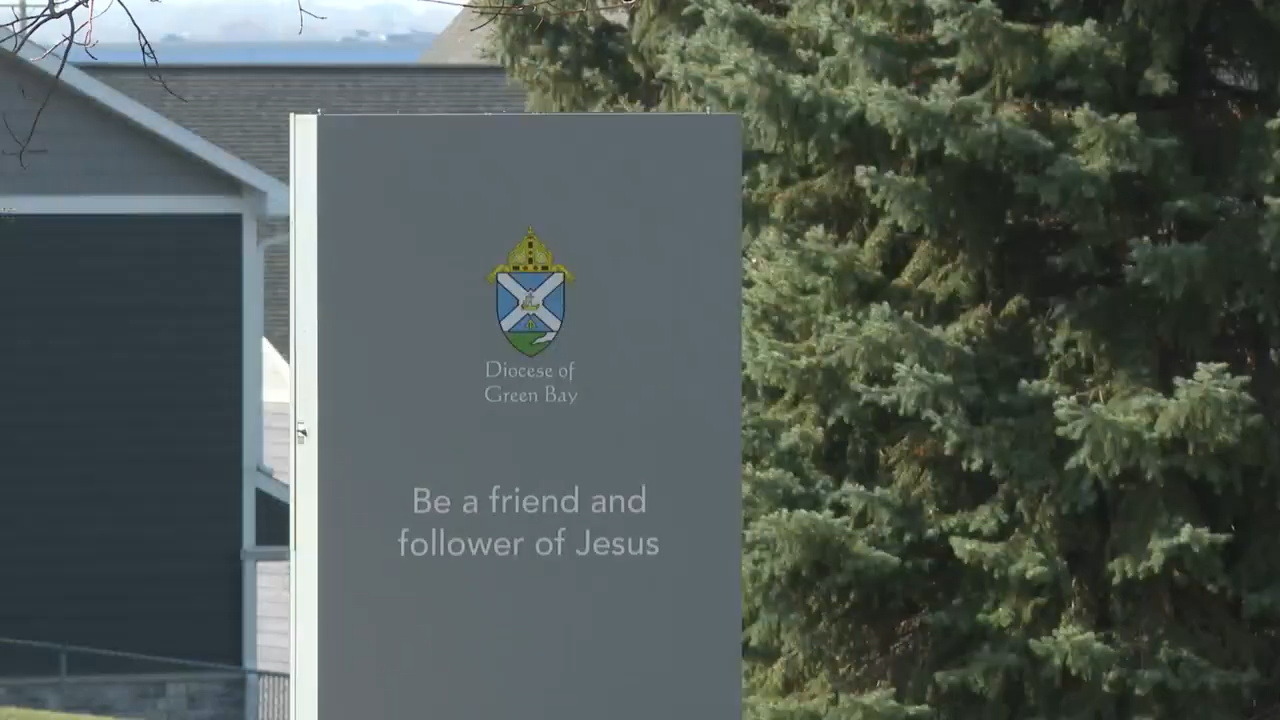 Diocese of
Green Bay
Be a friend and
follower of Jesus